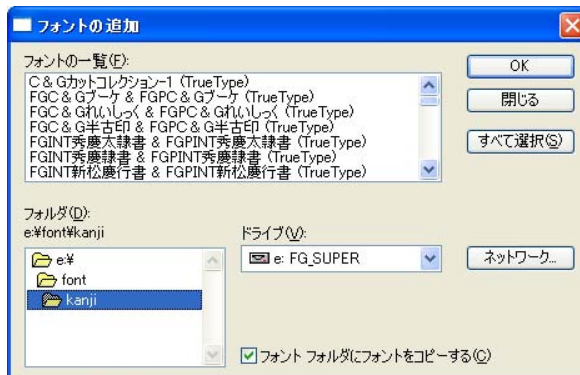 フォントの追加
フォントの一覧(F):
C & Gカットコレクション-1 (TrueType)
FGC & Gブーケ & FGPC & Gブーケ (TrueType)
FGC & Gれいしっく & FGPC & Gれいしっく (TrueType)
FGC & G半古印 & FGPC & G半古印 (TrueType)
FGINT秀慶太隷書 & FGPINT秀慶太隷書 (TrueType)
FGINT秀慶隷書 & FGPINT秀慶隷書 (TrueType)
FGINT新松慶行書 & FGPINT新松慶行書 (TrueType)
OK
閉じる
すべて選択(S)
フォルダ(D):
e:¥font¥kanji
e:¥
font
kanji
ドライブ(V):
e: FG_SUPER
ネットワーク...
フォント フォルダにフォントをコピーする(C)